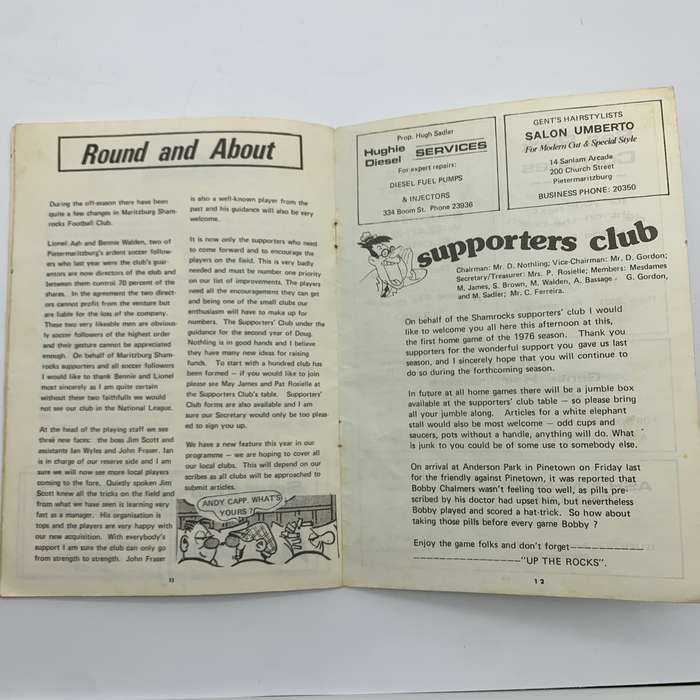 Round and About
During the off-season there have been
quite a few changes in Maritzburg Sham-
rocks Football Club.
Lionel Ash and Bennie Walden, two of
Pietermaritzburg's ardent soccer follow-
ers who last year were the club's guar-
antors are now directors of the club and
between them control 70 percent of the
shares. In the agreement the two direct-
ors cannot profit from the venture but
are liable for the loss of the company.
These two very likeable men are obvious-
ly soccer followers of the highest order
and their gesture cannot be appreciated
enough. On behalf of Maritzburg Sham-
rocks supporters and all soccer followers
I would like to thank Bennie and Lionel
most sincerely as I am quite certain
without these two faithfulls we would
not see our club in the National League.
At the head of the playing staff we see
three new faces: the boss Jim Scott and
assistants Ian Wyles and John Fraser. Ian
is in charge of our reserve side and I am
sure we will now see more local players
coming to the fore. Quietly spoken Jim
Scott knew all the tricks on the field and
from what we have seen is learning very
fast as a manager. His organisation is
tops and the players are very happy with
our new acquisition. With everybody's
support I am sure the club can only go
from strength to strength. John Fraser
is also a well-known player from the
past and his guidance will also be very
welcome.
It is now only the supporters who need
to come forward and to encourage the
players on the field. This is very badly
needed and must be number one priority
on our list of improvements. The players
need all the encouragement they can get
and being one of the small clubs our
enthusiasm will have to make up for
numbers. The Supporters' Club under the
guidance for the second year of Doug.
Nothling is in good hands and I believe
they have many new ideas for raising
funds. To start with a hundred club has
been formed – if you would like to join
please see May James and Pat Rosielle at
the Supporters Club's table. Supporters'
Club forms are also available and I am
sure our Secretary would only be too pleas-
ed to sign you up.
We have a new feature this year in our
programme – we are hoping to cover all
our local clubs. This will depend on our
scribes as all clubs will be approached to
submit articles.
ANDY CAPP. WHAT'S
YOURS ?
Prop. Hugh Sadler
Hughie
Diesel SERVICES
For expert repairs:
DIESEL FUEL PUMPS
& INJECTORS
334 Boom St. Phone 23936
GENT'S HAIRSTYLISTS
SALON UMBERTO
For Modern Cut & Special Style
14 Sanlam Arcade
200 Church Street
Pietermaritzburg
BUSINESS PHONE: 20350
supporters club
Chairman: Mr. D. Nothling; Vice-Chairman: Mr. D. Gordon;
Secretary/Treasurer: Mrs. P. Rosielle; Members: Mesdames
M. James, S. Brown, M. Walden, A. Bassage, G. Gordon,
and M. Sadler; Mr. C. Ferreira.
On behalf of the Shamrocks supporters' club I would
like to welcome you all here this afternoon at this,
the first home game of the 1976 season. Thank you
supporters for the wonderful support you gave us last
season, and I sincerely hope that you will continue to
do so during the forthcoming season.
In future at all home games there will be a jumble box
available at the supporters' club table – so please bring
all your jumble along. Articles for a white elephant
stall would also be most welcome – odd cups and
saucers, pots without a handle, anything will do. What
is junk to you could be of some use to somebody else.
On arrival at Anderson Park in Pinetown on Friday last
for the friendly against Pinetown, it was reported that
Bobby Chalmers wasn't feeling too well, as pills pre-
scribed by his doctor had upset him, but nevertheless
Bobby played and scored a hat-trick. So how about
taking those pills before every game Bobby ?
Enjoy the game folks and don't forget——————
——————"UP THE ROCKS".
12